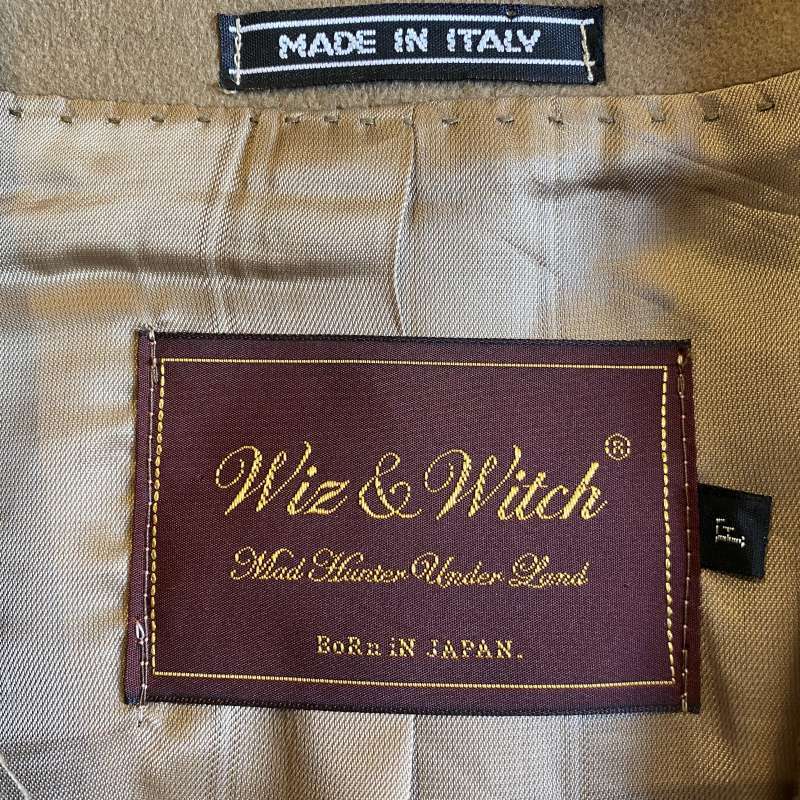 MADE IN ITALY
Wiz & Witch®
Mad Hunter Under Land
BoRn iN JAPAN.
F